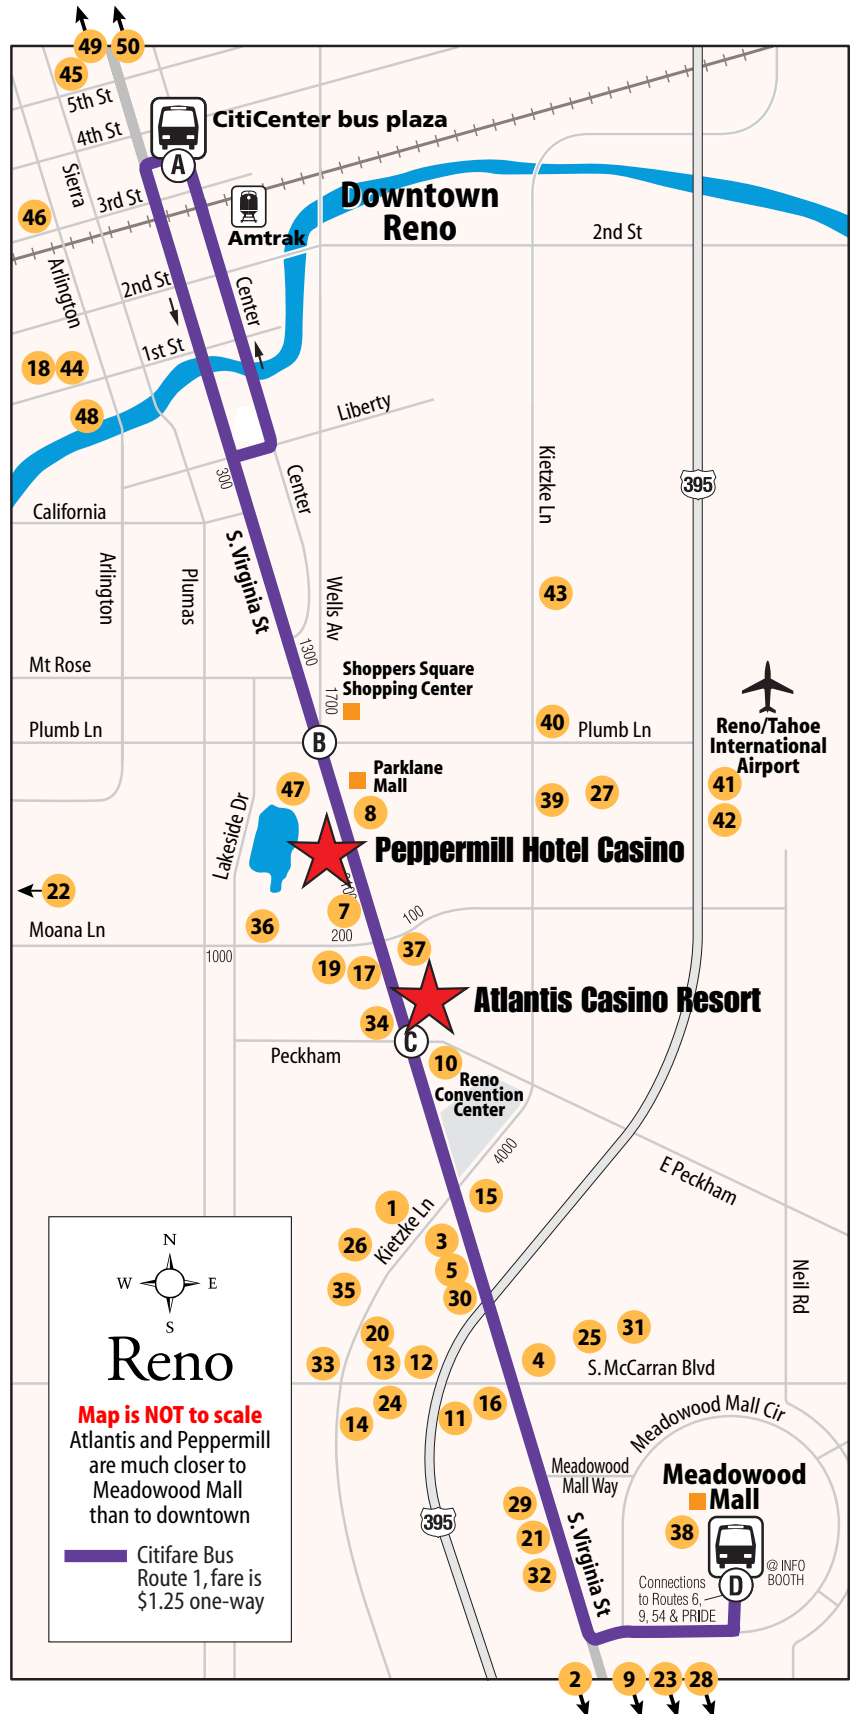 49
50
45
5th St
CitiCenter bus plaza
4th St
A
Sierra
3rd St
Downtown
Reno
46
Amtrak
2nd St
Arlington
2nd St
Center
1st St
18
44
48
Liberty
Kietzke Ln
300
Center
395
California
S. Virginia St
Arlington
Plumas
Wells Av
43
1300
Mt Rose
Shoppers Square
Shopping Center
1700
40
Plumb Ln
Plumb Ln
B
Reno/Tahoe
International
Airport
Parklane
Mall
47
41
39
27
8
42
Lakeside Dr
Peppermill Hotel Casino
22
7
100
36
Moana Ln
200
37
1000
19
17
Atlantis Casino Resort
34
C
Peckham
10
Reno
Convention
Center
4000
E Peckham
15
1
Kietzke Ln
26
3
5
35
30
Neil Rd
20
25
31
33
13
12
4
S. McCarran Blvd
24
16
14
11
Meadowood Mall Cir
Meadowood
Mall Way
Meadowood
Mall
29
395
38
21
S. Virginia St
32
Connections
to Routes 6,
9, 54 & PRIDE
D
@ INFO
BOOTH
2
9
23
28
N
W
E
S
Reno
Map is NOT to scale
Atlantis and Peppermill
are much closer to
Meadowood Mall
than to downtown
Citifare Bus
Route 1, fare is
$1.25 one-way